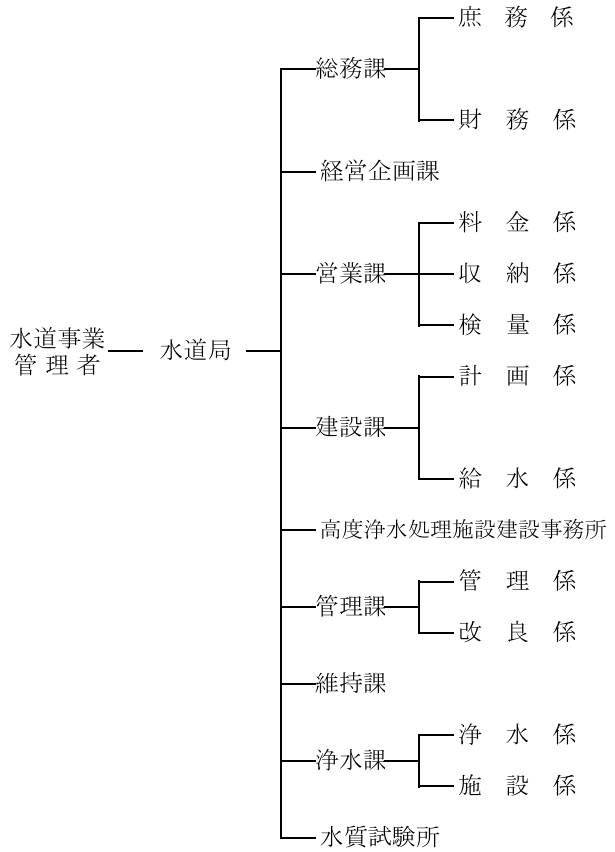 水道事業
管理者
水道局
総務課
庶務係
財務係
経営企画課
営業課
料金係
収納係
検量係
建設課
計画係
給水係
高度浄水処理施設建設事務所
管理課
管理係
改良係
維持課
浄水課
浄水係
施設係
水質試験所